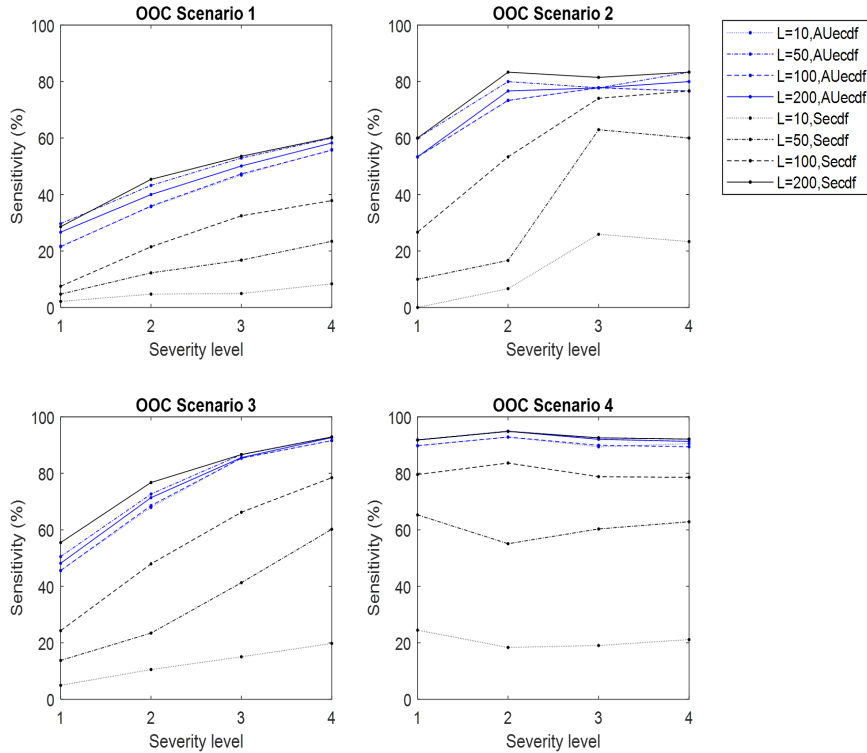 OOC Scenario 1
100
80
60
40
20
0
Sensitivity (%)
1 2 3 4
Severity level
OOC Scenario 2
100
80
60
40
20
0
Sensitivity (%)
1 2 3 4
Severity level
L=10,AUecdf
L=50,AUecdf
L=100,AUecdf
L=200,AUecdf
L=10,Secdf
L=50,Secdf
L=100,Secdf
L=200,Secdf
OOC Scenario 3
100
80
60
40
20
0
Sensitivity (%)
1 2 3 4
Severity level
OOC Scenario 4
100
80
60
40
20
0
Sensitivity (%)
1 2 3 4
Severity level